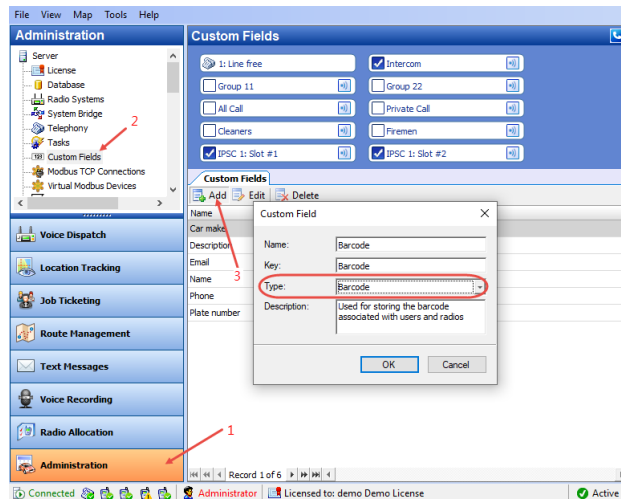 File View Map Tools Help
Administration
Custom Fields
Server
License
Database
Radio Systems
System Bridge
Telephony
Tasks
Custom Fields
Modbus TCP Connections
Virtual Modbus Devices
2
1: Line free
Intercom
Group 11
Group 22
All Call
Private Call
Cleaners
Firemen
IPSC 1: Slot #1
IPSC 1: Slot #2
Custom Fields
Add Edit Delete
Name
Car make
Description
Email
Name
Phone
Plate number
3
Custom Field
Name: Barcode
Key: Barcode
Type: Barcode
Description: Used for storing the barcode
associated with users and radios
OK Cancel
Voice Dispatch
Location Tracking
Job Ticketing
Route Management
Text Messages
Voice Recording
Radio Allocation
Administration
1
Record 1 of 6
Connected
Administrator
Licensed to: demo Demo License
Active